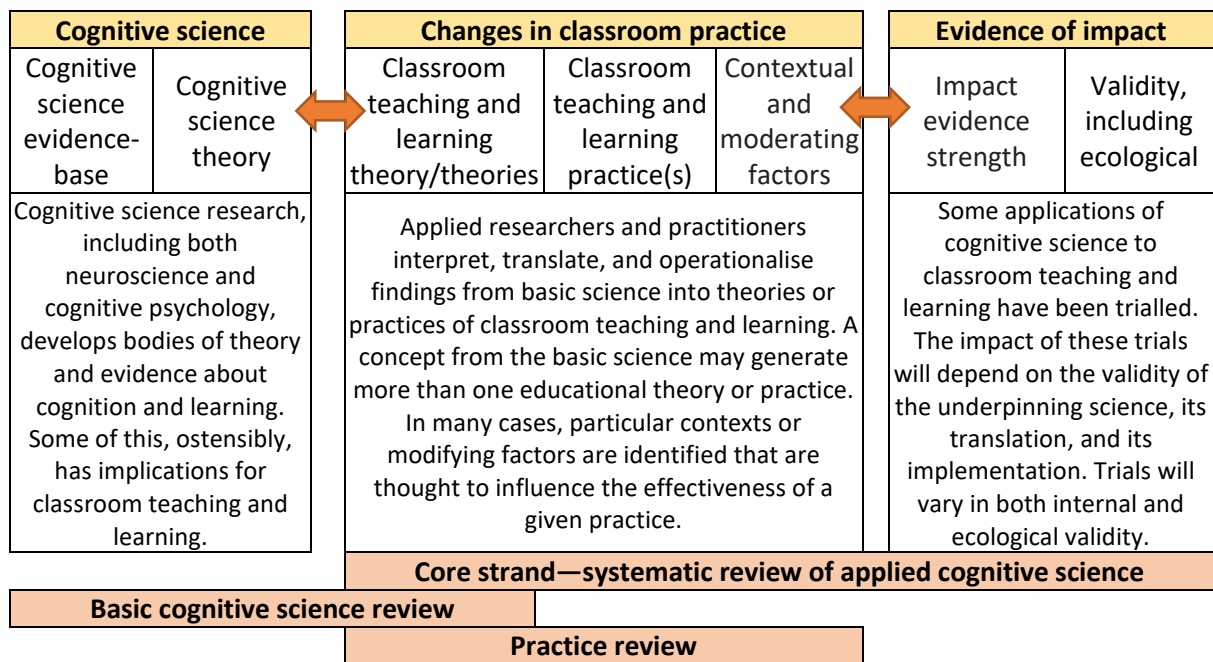 Cognitive science
Cognitive
science
evidence-
base
Cognitive
science
theory
Cognitive science research,
including both
neuroscience and
cognitive psychology,
develops bodies of theory
and evidence about
cognition and learning.
Some of this, ostensibly,
has implications for
classroom teaching and
learning.
Changes in classroom practice
Classroom
teaching and
learning
theory/theories
Classroom
teaching and
learning
practice(s)
Contextual
and
moderating
factors
Applied researchers and practitioners
interpret, translate, and operationalise
findings from basic science into theories or
practices of classroom teaching and learning. A
concept from the basic science may generate
more than one educational theory or practice.
In many cases, particular contexts or
modifying factors are identified that are
thought to influence the effectiveness of a
given practice.
Evidence of impact
Impact
evidence
strength
Validity,
including
ecological
Some applications of
cognitive science to
classroom teaching and
learning have been trialled.
The impact of these trials
will depend on the validity of
the underpinning science, its
translation, and its
implementation. Trials will
vary in both internal and
ecological validity.
Core strand—systematic review of applied cognitive science
Basic cognitive science review
Practice review